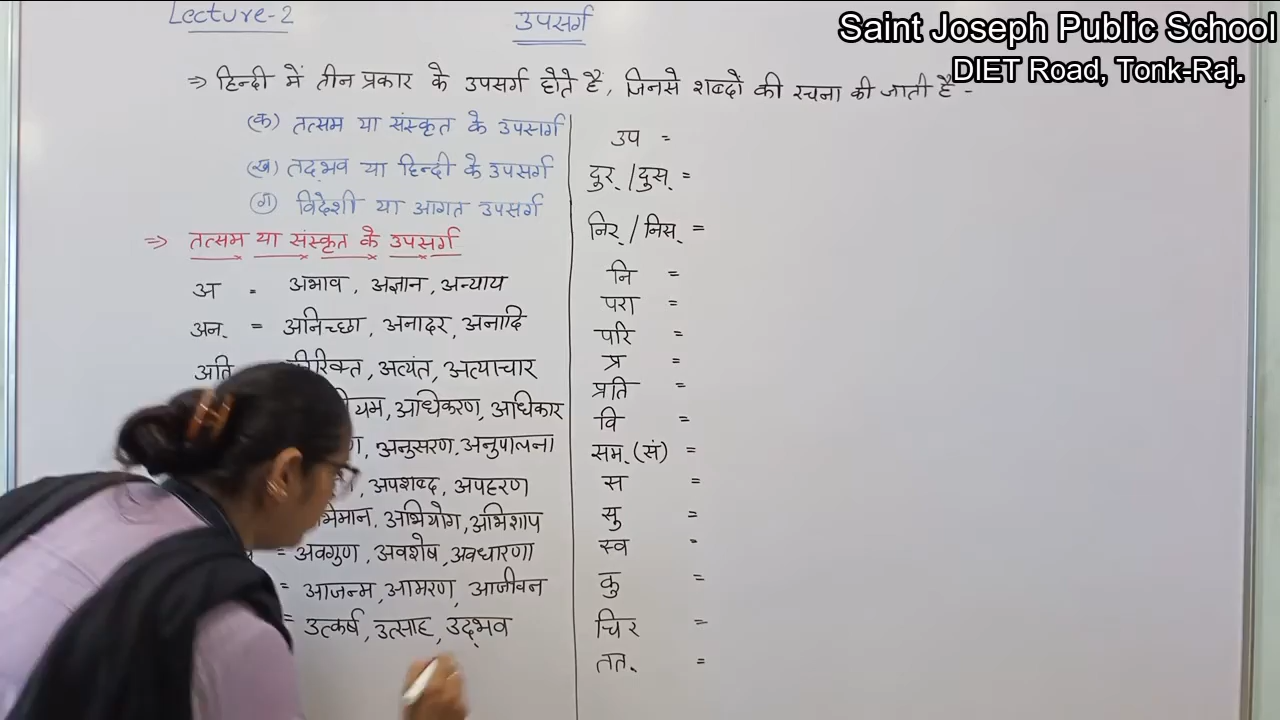 Lecture-2
उपसर्ग
Saint Joseph Public School
DIET Road, Tonk-Raj.
⇒ हिन्दी में तीन प्रकार के उपसर्ग होते हैं, जिनसे शब्दों की रचना की जाती है -
(क) तत्सम या संस्कृत के उपसर्ग
(ख) तद्भव या हिन्दी के उपसर्ग
(ग) विदेशी या आगत उपसर्ग
⇒ तत्सम या संस्कृत के उपसर्ग
अ = अभाव, अज्ञान, अन्याय
अन् = अनिच्छा, अनादर, अनादि
अति रिक्त, अत्यंत, अत्याचार
यम, अधिकरण, अधिकार
ण, अनुसरण, अनुपालना
अपशब्द, अपहरण
भिमान, अभियोग, अभिशाप
= अवगुण, अवशेष, अवधारणा
= आजन्म, आमरण, आजीवन
= उत्कर्ष, उत्साह, उद्भव
उप =
दुर् / दुस् =
निर् / निस् =
नि =
परा =
परि =
प्र =
प्रति =
वि =
सम् (सं) =
स =
सु =
स्व -
कु =
चिर =
तत् =